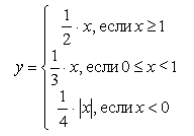 y = { 1/2 · x, если x ≥ 1
1/3 · x, если 0 ≤ x < 1
1/4 · |x|, если x < 0